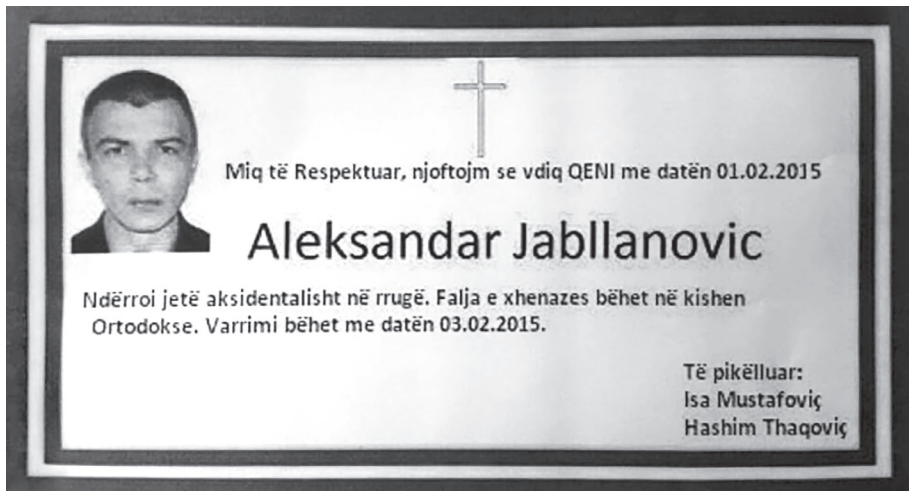 Miq të Respektuar, njoftojm se vdiq QENI me datën 01.02.2015
Aleksandar Jabllanovic
Ndërroi jetë aksidentalisht në rrugë. Falja e xhenazes bëhet në kishen
Ortodokse. Varrimi bëhet me datën 03.02.2015.
Të pikëlluar:
Isa Mustafoviç
Hashim Thaqoviç